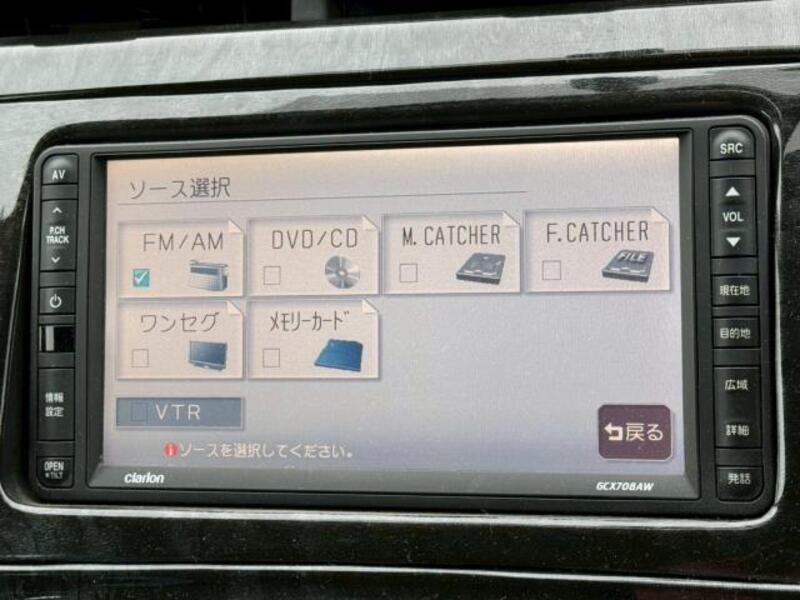 AV
P.CH
TRACK
情報
設定
OPEN
TILT
ソース選択
FM/AM
DVD/CD
M.CATCHER
F.CATCHER
FILE
ワンセグ
ﾒﾓﾘｰｶｰﾄﾞ
VTR
ソースを選択してください。
戻る
clarion
GCX708AW
SRC
VOL
現在地
目的地
広域
詳細
発話